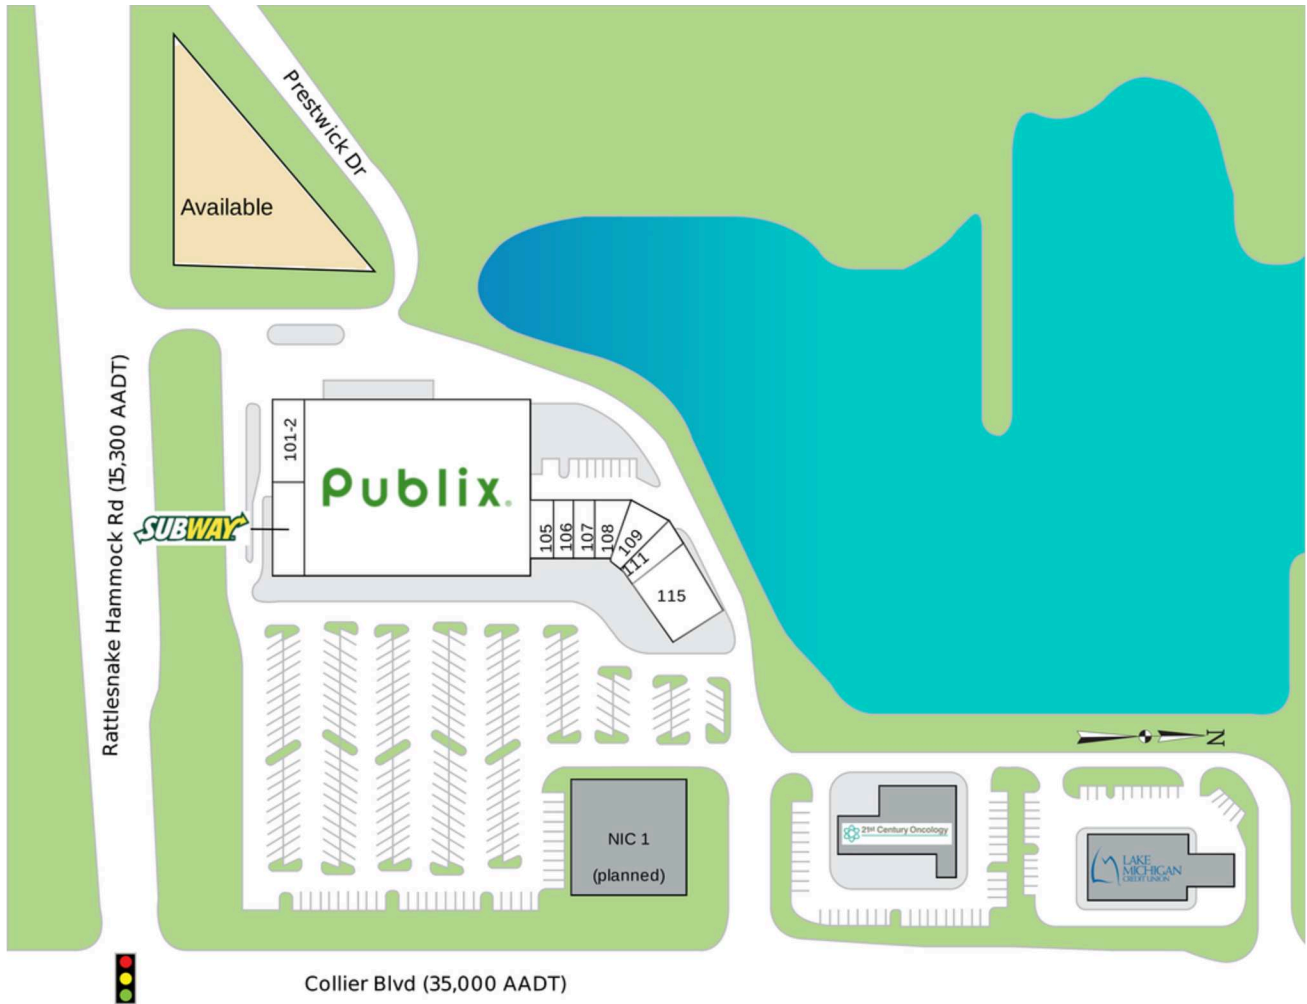 Prestwick Dr
Available
Rattlesnake Hammock Rd (15,300 AADT)
101-2
Publix.
SUBWAY
105
106
107
108
109
111
115
N
NIC 1
(planned)
21st Century Oncology
LAKE
MICHIGAN
CREDIT UNION
Collier Blvd (35,000 AADT)